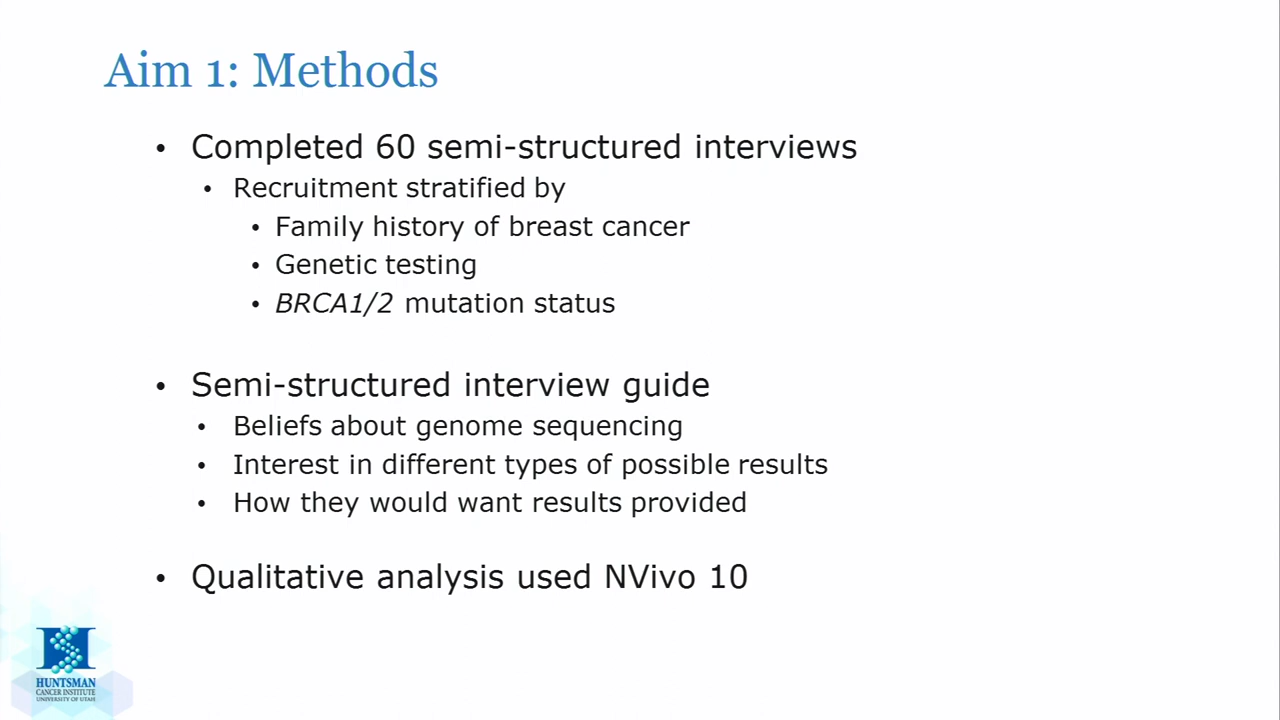 Aim 1: Methods
• Completed 60 semi-structured interviews
• Recruitment stratified by
• Family history of breast cancer
• Genetic testing
• BRCA1/2 mutation status
• Semi-structured interview guide
• Beliefs about genome sequencing
• Interest in different types of possible results
• How they would want results provided
• Qualitative analysis used NVivo 10
HUNTSMAN
CANCER INSTITUTE
UNIVERSITY OF UTAH